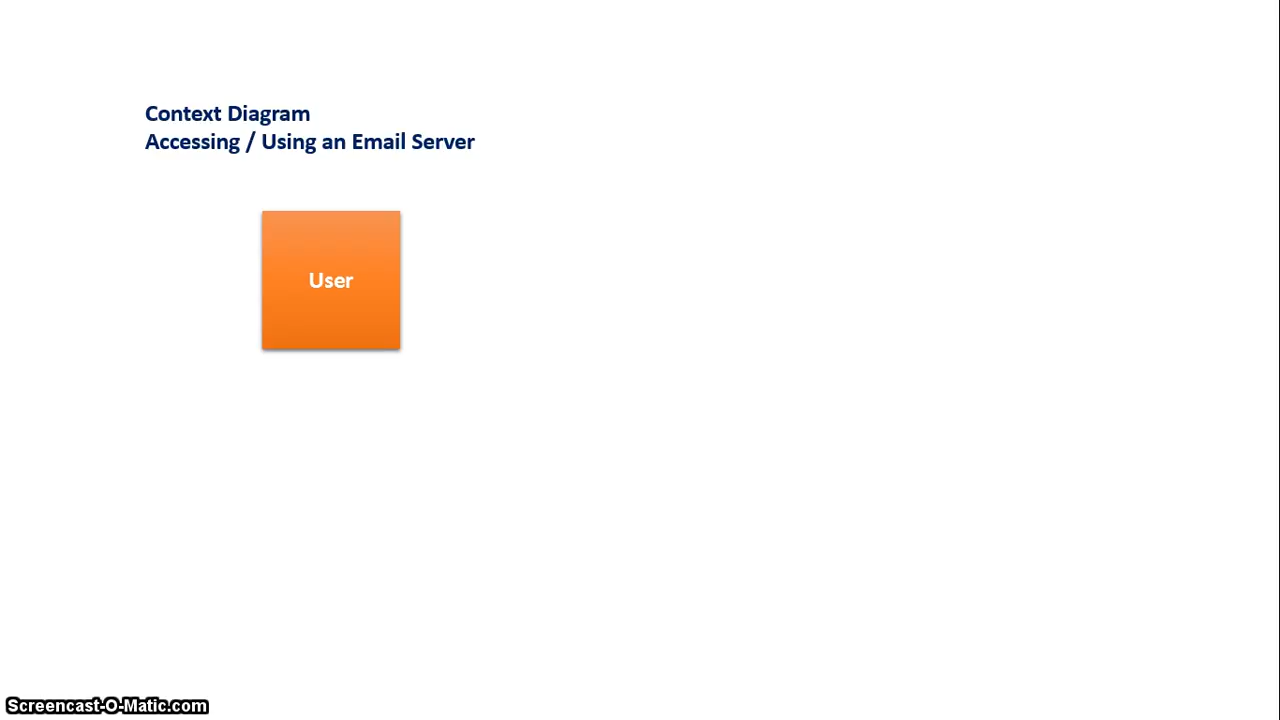 Context Diagram
Accessing / Using an Email Server
User
Screencast-O-Matic.com